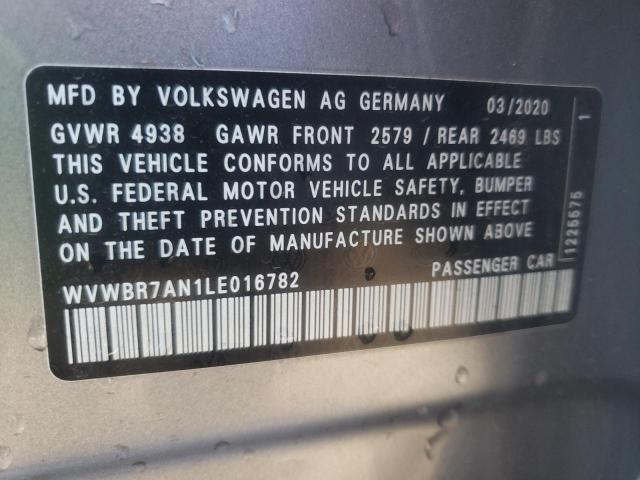 MFD BY VOLKSWAGEN AG GERMANY 03/2020
GVWR 4938 GAWR FRONT 2579 / REAR 2469 LBS
THIS VEHICLE CONFORMS TO ALL APPLICABLE
U.S. FEDERAL MOTOR VEHICLE SAFETY, BUMPER
AND THEFT PREVENTION STANDARDS IN EFFECT
ON THE DATE OF MANUFACTURE SHOWN ABOVE
PASSENGER CAR
WVWBR7AN1LE016782
1225575 1